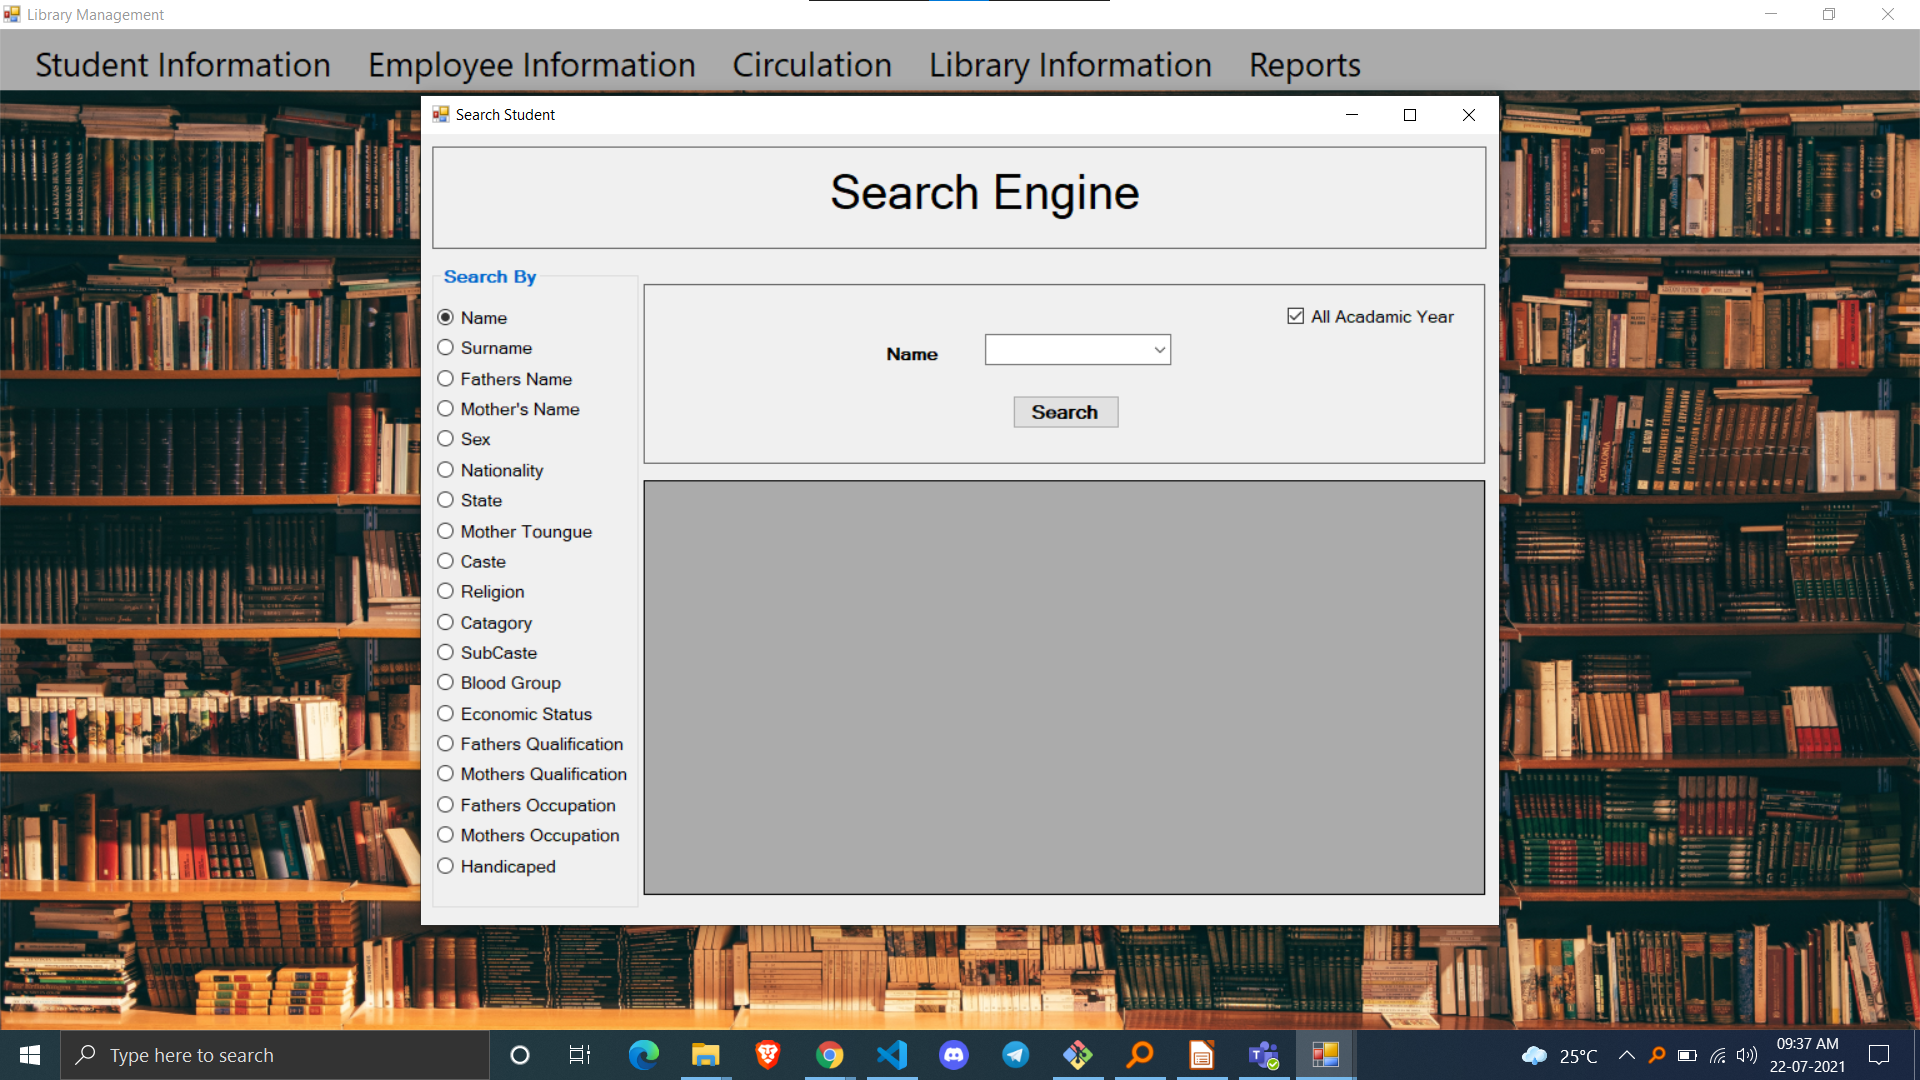 Library Management
Student Information Employee Information Circulation Library Information Reports
Search Student
Search Engine
Search By
Name
Surname
Fathers Name
Mother's Name
Sex
Nationality
State
Mother Toungue
Caste
Religion
Catagory
SubCaste
Blood Group
Economic Status
Fathers Qualification
Mothers Qualification
Fathers Occupation
Mothers Occupation
Handicaped
All Acadamic Year
Name
Search
Type here to search
25°C
09:37 AM
22-07-2021